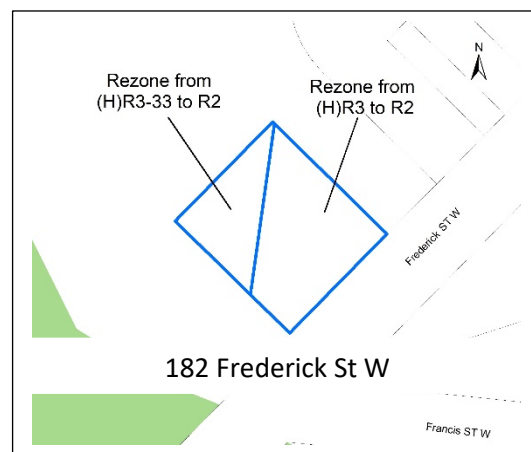 N
Rezone from
(H)R3-33 to R2
Rezone from
(H)R3 to R2
Frederick ST W
182 Frederick St W
Francis ST W